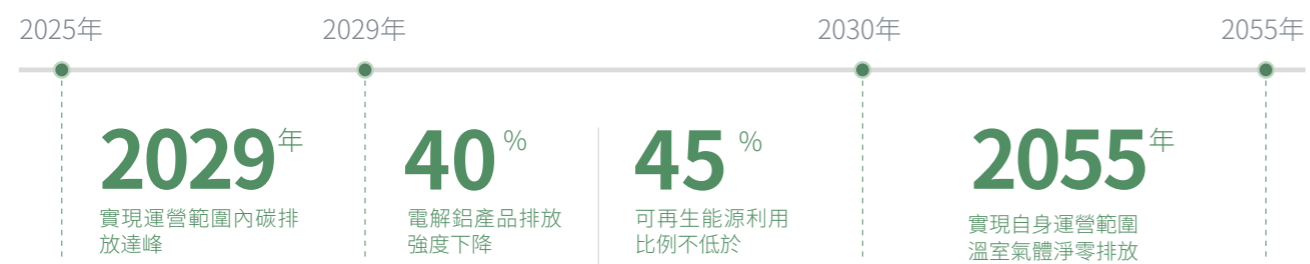 2025年
2029年
2030年
2055年
2029年
實現運營範圍內碳排
放達峰
40%
電解鋁產品排放
強度下降
45%
可再生能源利用
比例不低於
2055年
實現自身運營範圍
溫室氣體淨零排放